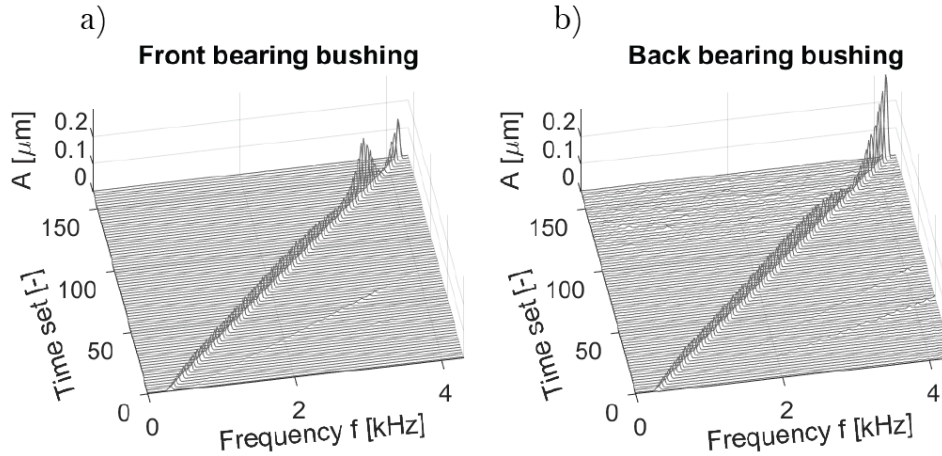 a)
Front bearing bushing
A [μm]
0.2
0.1
0
150
100
50
0
Time set [-]
0
2
4
Frequency f [kHz]
b)
Back bearing bushing
A [μm]
0.2
0.1
0
150
100
50
0
Time set [-]
0
2
4
Frequency f [kHz]